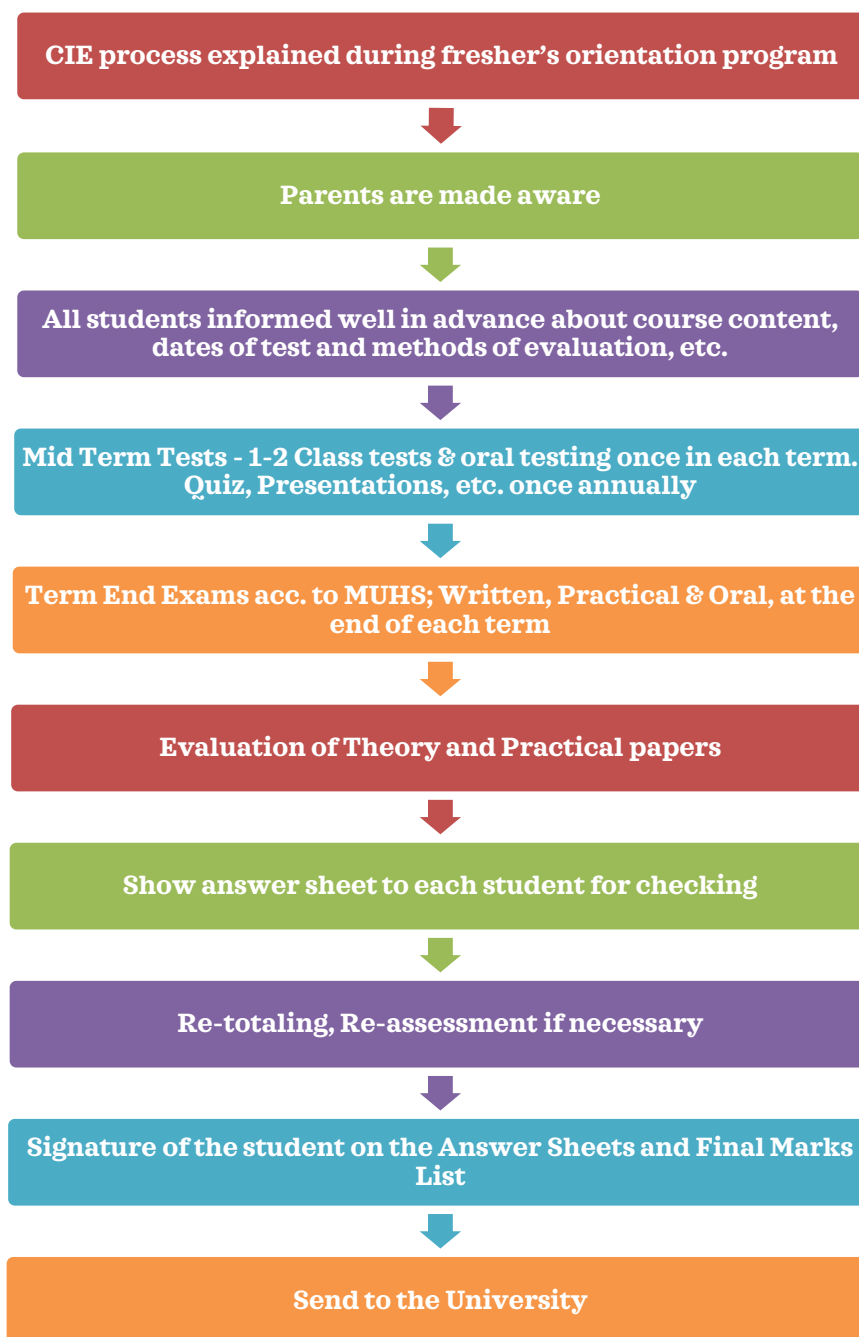 CIE process explained during fresher's orientation program
Parents are made aware
All students informed well in advance about course content,
dates of test and methods of evaluation, etc.
Mid Term Tests - 1-2 Class tests & oral testing once in each term.
Quiz, Presentations, etc. once annually
Term End Exams acc. to MUHS; Written, Practical & Oral, at the
end of each term
Evaluation of Theory and Practical papers
Show answer sheet to each student for checking
Re-totaling, Re-assessment if necessary
Signature of the student on the Answer Sheets and Final Marks
List
Send to the University